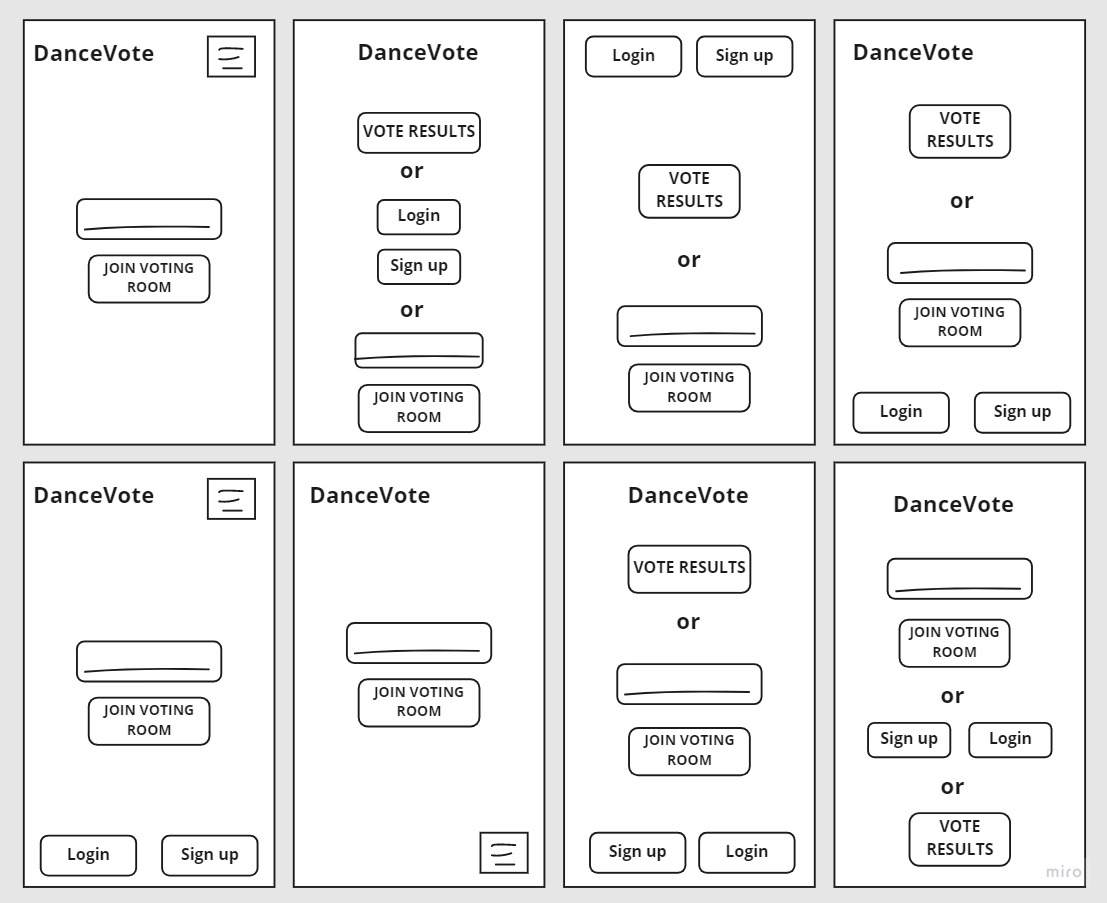 DanceVote
JOIN VOTING
ROOM
DanceVote
VOTE RESULTS
or
Login
Sign up
or
JOIN VOTING
ROOM
Login
Sign up
VOTE
RESULTS
or
JOIN VOTING
ROOM
DanceVote
VOTE
RESULTS
or
JOIN VOTING
ROOM
Login
Sign up
DanceVote
JOIN VOTING
ROOM
Login
Sign up
DanceVote
JOIN VOTING
ROOM
DanceVote
VOTE RESULTS
or
JOIN VOTING
ROOM
Sign up
Login
DanceVote
JOIN VOTING
ROOM
or
Sign up
Login
or
VOTE
RESULTS
miro